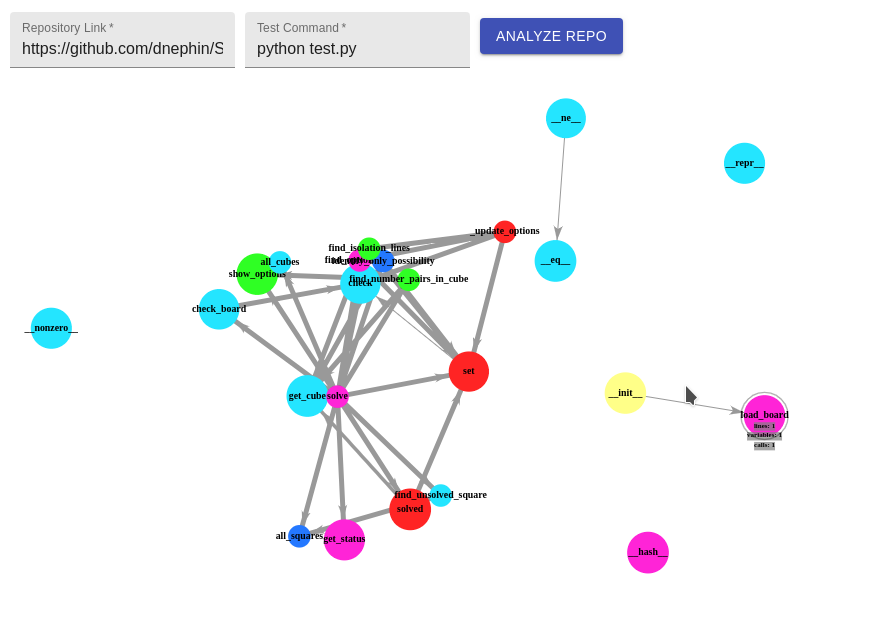 Repository Link *
https://github.com/dnephin/S
Test Command *
python test.py
ANALYZE REPO
__ne__
__repr__
_update_options
find_isolation_lines
all_cubes
only_possibility
__eq__
show_options
find_number_pairs_in_cube
check
check_board
__nonzero__
set
get_cube
solve
__init__
load_board
lines: 1
variables: 1
calls: 1
find_unsolved_square
solved
all_squares
get_status
__hash__